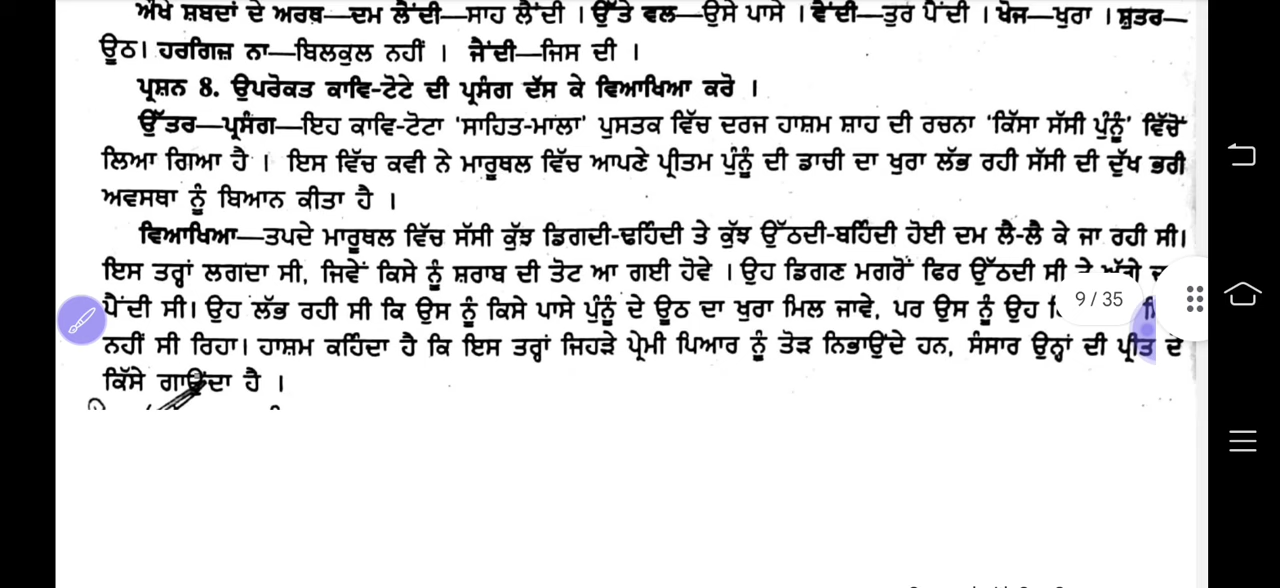 ਔਖੇ ਸ਼ਬਦਾਂ ਦੇ ਅਰਥ—ਦਮ ਲੈਂਦੀ—ਸਾਹ ਲੈਂਦੀ । ਉੱਤੇ ਵਲ—ਉਸੇ ਪਾਸੇ । ਵੈਂਦੀ—ਤੁਰ ਪੈਂਦੀ । ਖੋਜ—ਖੁਰਾ । ਸ਼ੁਤਰ—
ਊਠ। ਹਰਗਿਜ਼ ਨਾ—ਬਿਲਕੁਲ ਨਹੀਂ । ਜੈਂਦੀ—ਜਿਸ ਦੀ ।
ਪ੍ਰਸ਼ਨ 8. ਉਪਰੋਕਤ ਕਾਵਿ-ਟੋਟੇ ਦੀ ਪ੍ਰਸੰਗ ਦੱਸ ਕੇ ਵਿਆਖਿਆ ਕਰੋ ।
ਉੱਤਰ—ਪ੍ਰਸੰਗ—ਇਹ ਕਾਵਿ-ਟੋਟਾ 'ਸਾਹਿਤ-ਮਾਲਾ' ਪੁਸਤਕ ਵਿੱਚ ਦਰਜ ਹਾਸ਼ਮ ਸ਼ਾਹ ਦੀ ਰਚਨਾ 'ਕਿੱਸਾ ਸੱਸੀ ਪੁੰਨੂੰ' ਵਿੱਚੋਂ
ਲਿਆ ਗਿਆ ਹੈ । ਇਸ ਵਿੱਚ ਕਵੀ ਨੇ ਮਾਰੂਥਲ ਵਿੱਚ ਆਪਣੇ ਪ੍ਰੀਤਮ ਪੁੰਨੂੰ ਦੀ ਡਾਚੀ ਦਾ ਖੁਰਾ ਲੱਭ ਰਹੀ ਸੱਸੀ ਦੀ ਦੁੱਖ ਭਰੀ
ਅਵਸਥਾ ਨੂੰ ਬਿਆਨ ਕੀਤਾ ਹੈ ।
ਵਿਆਖਿਆ—ਤਪਦੇ ਮਾਰੂਥਲ ਵਿੱਚ ਸੱਸੀ ਕੁੱਝ ਡਿਗਦੀ-ਢਹਿੰਦੀ ਤੇ ਕੁੱਝ ਉੱਠਦੀ-ਬਹਿੰਦੀ ਹੋਈ ਦਮ ਲੈ-ਲੈ ਕੇ ਜਾ ਰਹੀ ਸੀ।
ਇਸ ਤਰ੍ਹਾਂ ਲਗਦਾ ਸੀ, ਜਿਵੇਂ ਕਿਸੇ ਨੂੰ ਸ਼ਰਾਬ ਦੀ ਤੋਟ ਆ ਗਈ ਹੋਵੇ । ਉਹ ਡਿਗਣ ਮਗਰੋਂ ਫਿਰ ਉੱਠਦੀ ਸੀ ਤੇ ਅੱਗੇ
ਪੈਂਦੀ ਸੀ। ਉਹ ਲੱਭ ਰਹੀ ਸੀ ਕਿ ਉਸ ਨੂੰ ਕਿਸੇ ਪਾਸੇ ਪੁੰਨੂੰ ਦੇ ਊਠ ਦਾ ਖੁਰਾ ਮਿਲ ਜਾਵੇ, ਪਰ ਉਸ ਨੂੰ ਉਹ
9 / 35
ਨਹੀਂ ਸੀ ਰਿਹਾ। ਹਾਸ਼ਮ ਕਹਿੰਦਾ ਹੈ ਕਿ ਇਸ ਤਰ੍ਹਾਂ ਜਿਹੜੇ ਪ੍ਰੇਮੀ ਪਿਆਰ ਨੂੰ ਤੋੜ ਨਿਭਾਉਂਦੇ ਹਨ, ਸੰਸਾਰ ਉਨ੍ਹਾਂ ਦੀ ਪ੍ਰੀਤ ਦੇ
ਕਿੱਸੇ ਗਾਉਂਦਾ ਹੈ ।